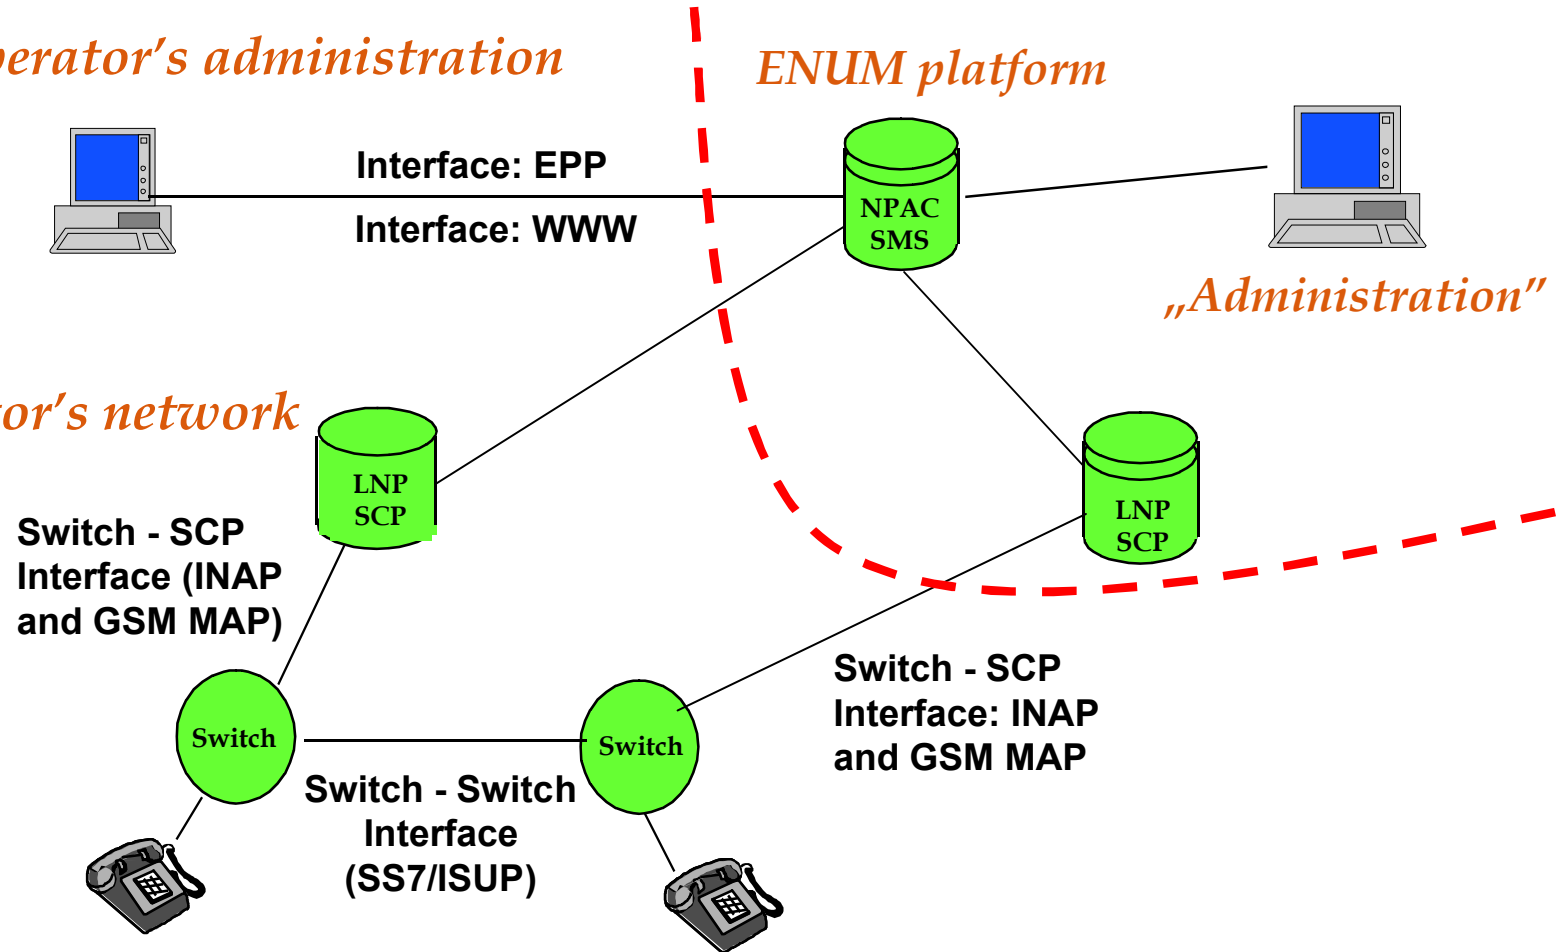 perator's administration
ENUM platform
Interface: EPP
Interface: WWW
NPAC
SMS
„Administration”
tor's network
LNP
SCP
LNP
SCP
Switch - SCP
Interface (INAP
and GSM MAP)
Switch - SCP
Interface: INAP
and GSM MAP
Switch
Switch
Switch - Switch
Interface
(SS7/ISUP)